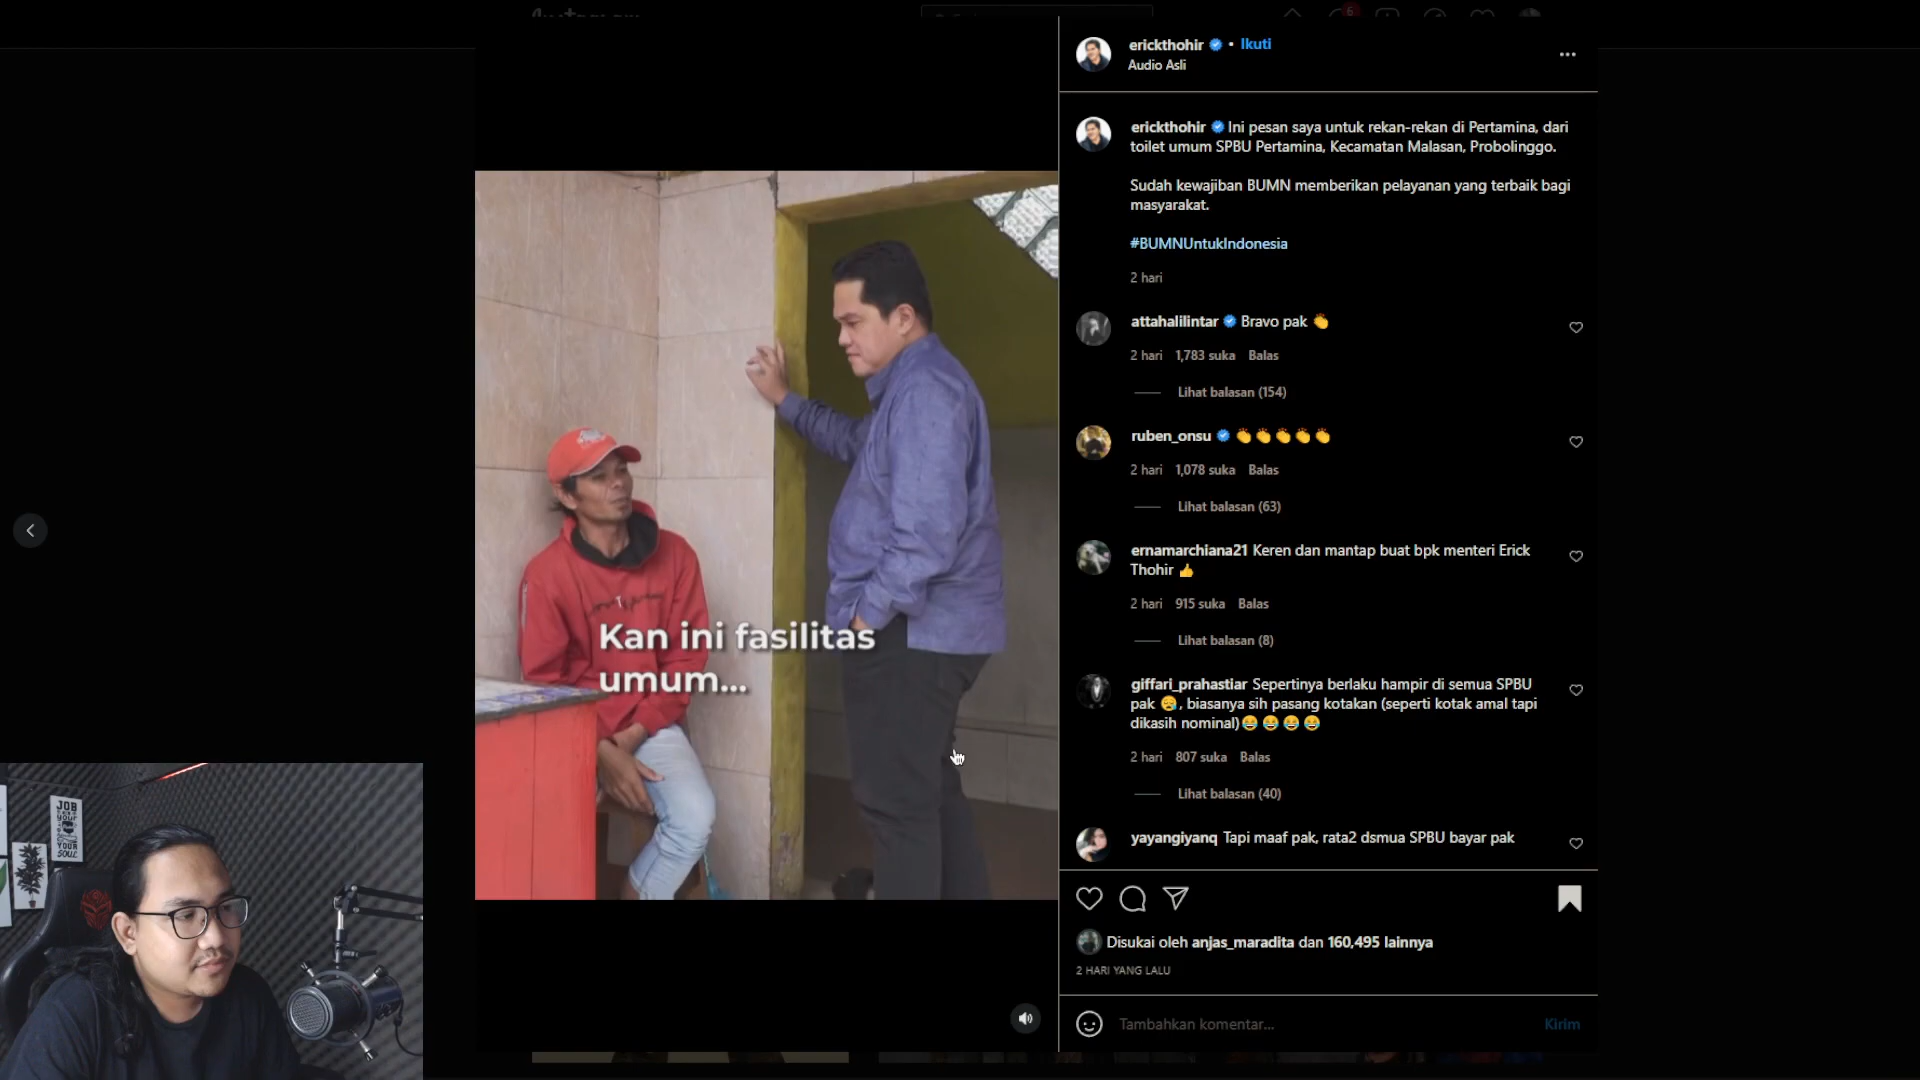 6
erickthohir • Ikuti
Audio Asli
erickthohir Ini pesan saya untuk rekan-rekan di Pertamina, dari
toilet umum SPBU Pertamina, Kecamatan Malasan, Probolinggo.
Sudah kewajiban BUMN memberikan pelayanan yang terbaik bagi
masyarakat.
#BUMNUntukIndonesia
2 hari
attahalilintar Bravo pak 👏
2 hari 1,783 suka Balas
Lihat balasan (154)
ruben_onsu 👏👏👏👏👏
2 hari 1,078 suka Balas
Lihat balasan (63)
ernamarchiana21 Keren dan mantap buat bpk menteri Erick
Thohir 👍
2 hari 915 suka Balas
Lihat balasan (8)
giffari_prahastiar Sepertinya berlaku hampir di semua SPBU
pak 😪, biasanya sih pasang kotakan (seperti kotak amal tapi
dikasih nominal)😂😂😂😂
2 hari 807 suka Balas
Lihat balasan (40)
yayangiyanq Tapi maaf pak, rata2 dsmua SPBU bayar pak
Disukai oleh anjas_maradita dan 160,495 lainnya
2 HARI YANG LALU
Tambahkan komentar... Kirim
Kan ini fasilitas
umum...
JOB
YOUR
SOUL